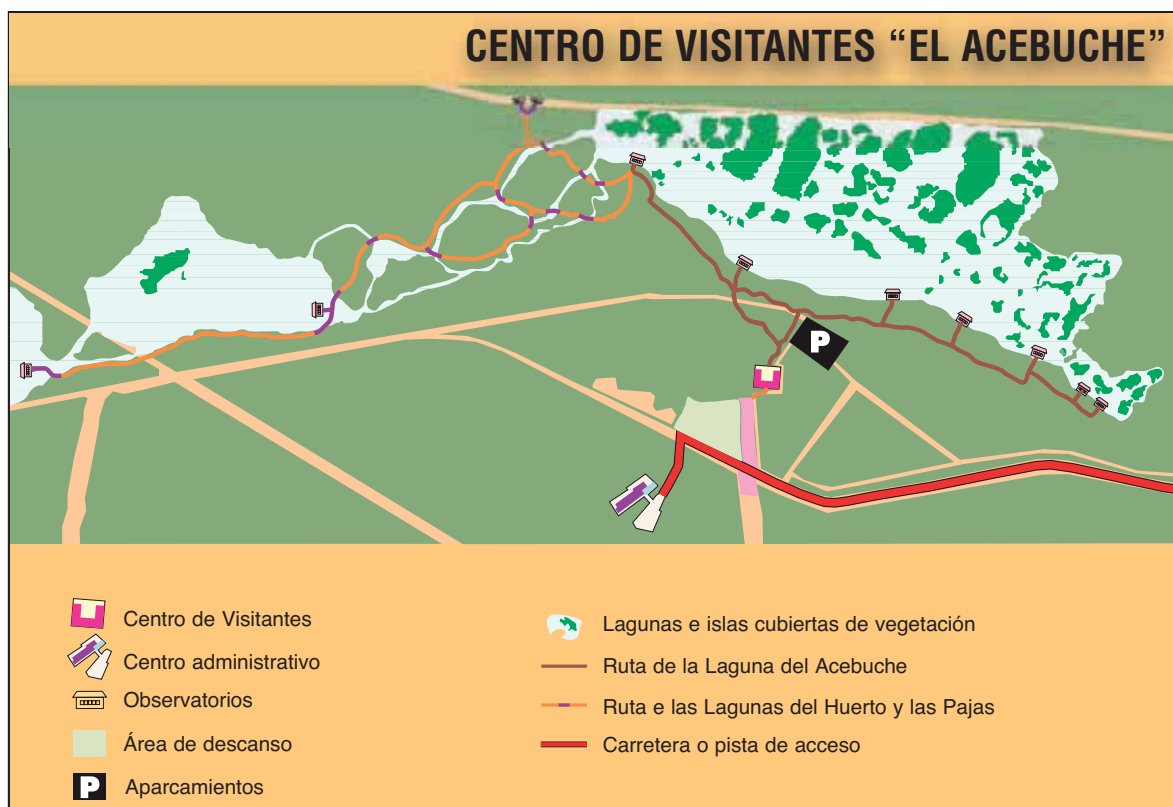 CENTRO DE VISITANTES “EL ACEBUCHE”
P
Centro de Visitantes
Centro administrativo
Observatorios
Área de descanso
P
Aparcamientos
Lagunas e islas cubiertas de vegetación
Ruta de la Laguna del Acebuche
Ruta e las Lagunas del Huerto y las Pajas
Carretera o pista de acceso